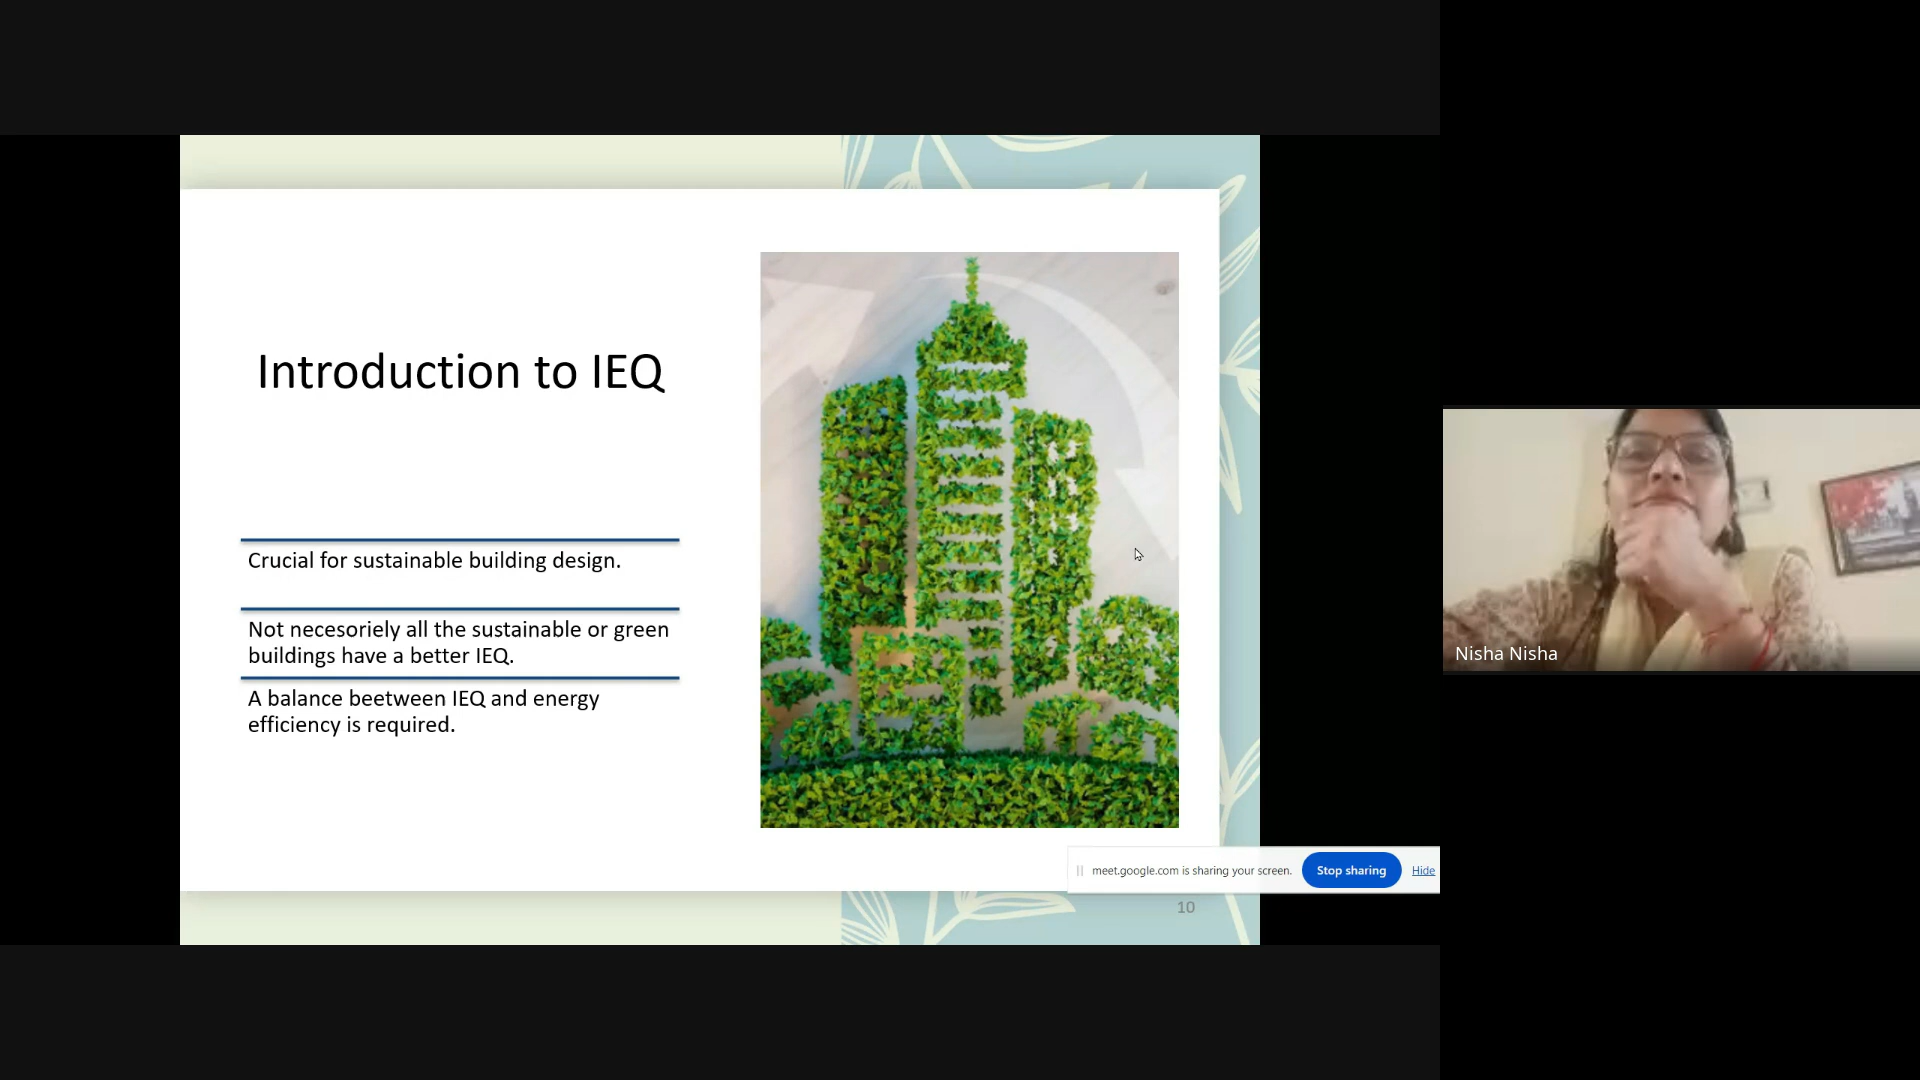 Introduction to IEQ
Crucial for sustainable building design.
Not necesoriely all the sustainable or green
buildings have a better IEQ.
A balance beetween IEQ and energy
efficiency is required.
meet.google.com is sharing your screen.
Stop sharing
Hide
10
Nisha Nisha